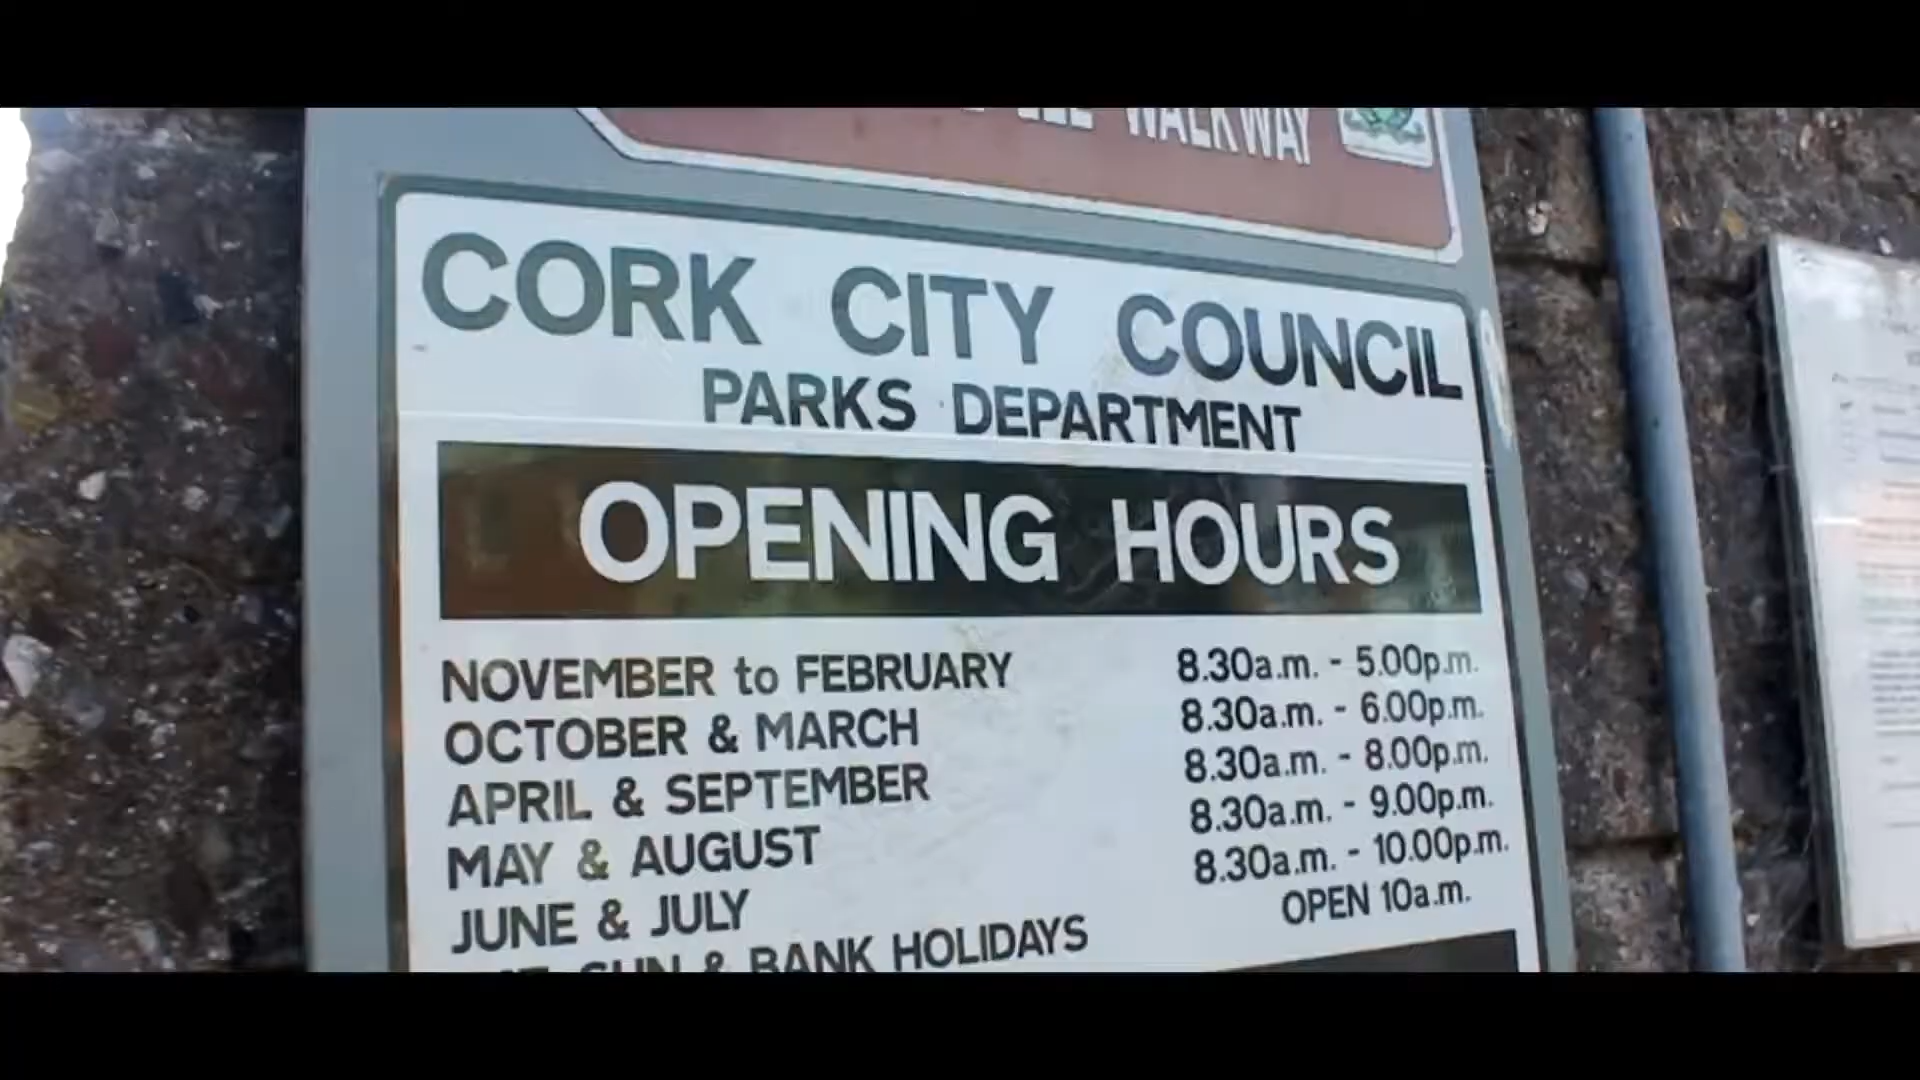 WALKWAY
CORK CITY COUNCIL
PARKS DEPARTMENT
OPENING HOURS
NOVEMBER to FEBRUARY 8.30a.m. - 5.00p.m.
OCTOBER & MARCH 8.30a.m. - 6.00p.m.
APRIL & SEPTEMBER 8.30a.m. - 8.00p.m.
MAY & AUGUST 8.30a.m. - 9.00p.m.
JUNE & JULY 8.30a.m. - 10.00p.m.
SUN & BANK HOLIDAYS OPEN 10a.m.